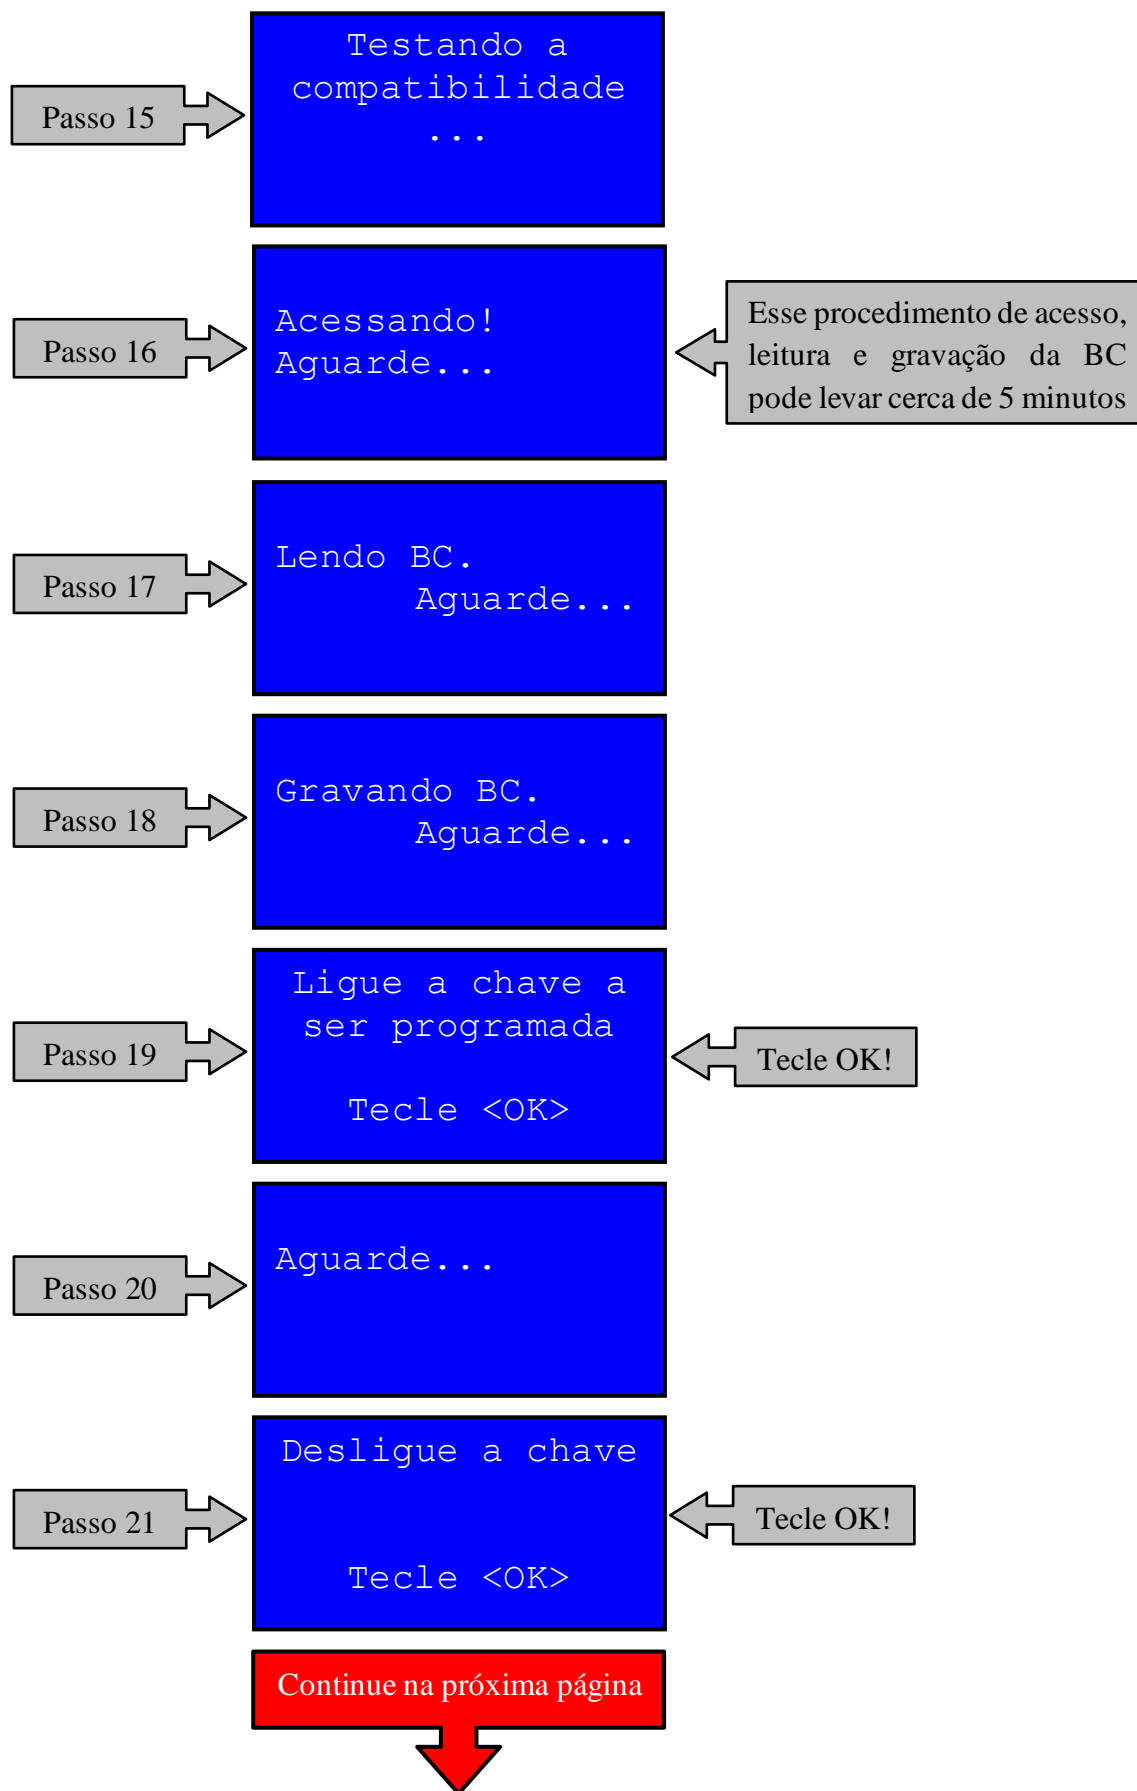 Testando a
compatibilidade
...
Passo 15
Acessando!
Aguarde...
Passo 16
Esse procedimento de acesso,
leitura e gravação da BC
pode levar cerca de 5 minutos
Lendo BC.
Aguarde...
Passo 17
Gravando BC.
Aguarde...
Passo 18
Ligue a chave a
ser programada
Tecle <OK>
Passo 19
Tecle OK!
Aguarde...
Passo 20
Desligue a chave
Tecle <OK>
Passo 21
Tecle OK!
Continue na próxima página